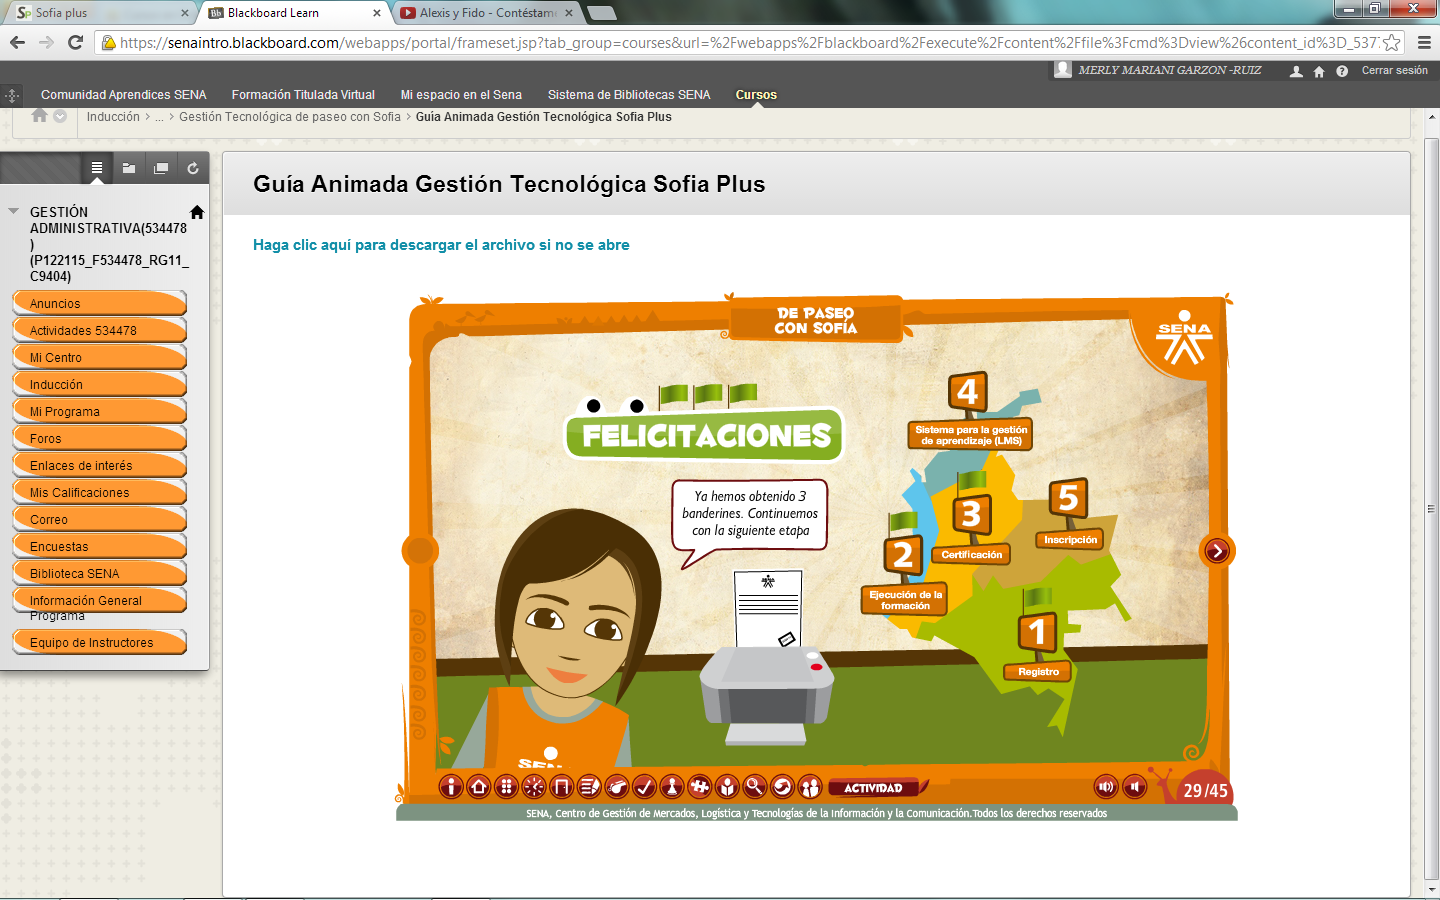 Sofia plus
Blackboard Learn
Alexis y Fido - Contéstame
https://senaintro.blackboard.com/webapps/portal/frameset.jsp?tab_group=courses&url=%2Fwebapps%2Fblackboard%2Fexecute%2Fcontent%2Ffile%3Fcmd%3Dview%26content_id%3D_537
MERLY MARIANI GARZON -RUIZ
Cerrar sesión
Comunidad Aprendices SENA
Formación Titulada Virtual
Mi espacio en el Sena
Sistema de Bibliotecas SENA
Cursos
Inducción > ... > Gestión Tecnológica de paseo con Sofia > Guía Animada Gestión Tecnológica Sofia Plus
GESTIÓN
ADMINISTRATIVA(534478
)
(P122115_F534478_RG11_
C9404)
Anuncios
Actividades 534478
Mi Centro
Inducción
Mi Programa
Foros
Enlaces de interés
Mis Calificaciones
Correo
Encuestas
Biblioteca SENA
Información General
Programa
Equipo de Instructores
Guía Animada Gestión Tecnológica Sofia Plus
Haga clic aquí para descargar el archivo si no se abre
DE PASEO
CON SOFÍA
SENA
FELICITACIONES
Ya hemos obtenido 3
banderines. Continuemos
con la siguiente etapa
4
Sistema para la gestión
de aprendizaje (LMS)
5
Inscripción
3
Certificación
2
Ejecución de la
formación
1
Registro
SENA
ACTIVIDAD
29/45
SENA, Centro de Gestión de Mercados, Logística y Tecnologías de la Información y la Comunicación.Todos los derechos reservados